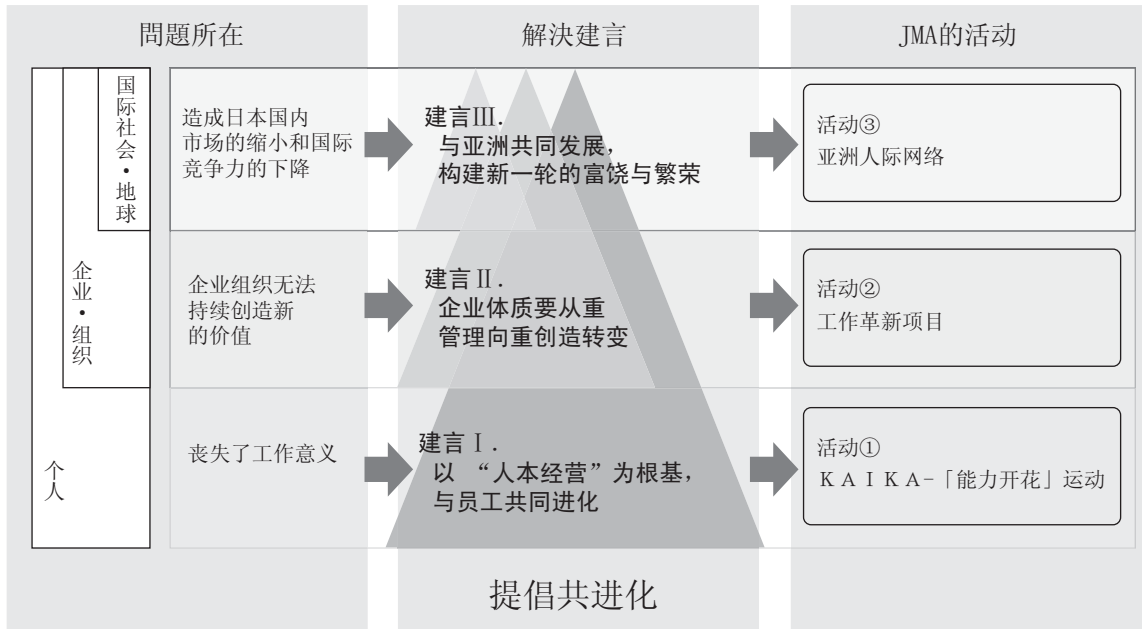 問題所在
解決建言
JMA的活动
国际社会・地球
造成日本国内
市场的缩小和国际
竞争力的下降
建言Ⅲ.
与亚洲共同发展，
构建新一轮的富饶与繁荣
活动③
亚洲人际网络
企业・组织
企业组织无法
持续创造新
的价值
建言Ⅱ.
企业体质要从重
管理向重创造转变
活动②
工作革新项目
个人
丧失了工作意义
建言Ⅰ.
以 “人本经营”为根基，
与员工共同进化
活动①
ＫＡＩＫＡ-「能力开花」运动
提倡共进化